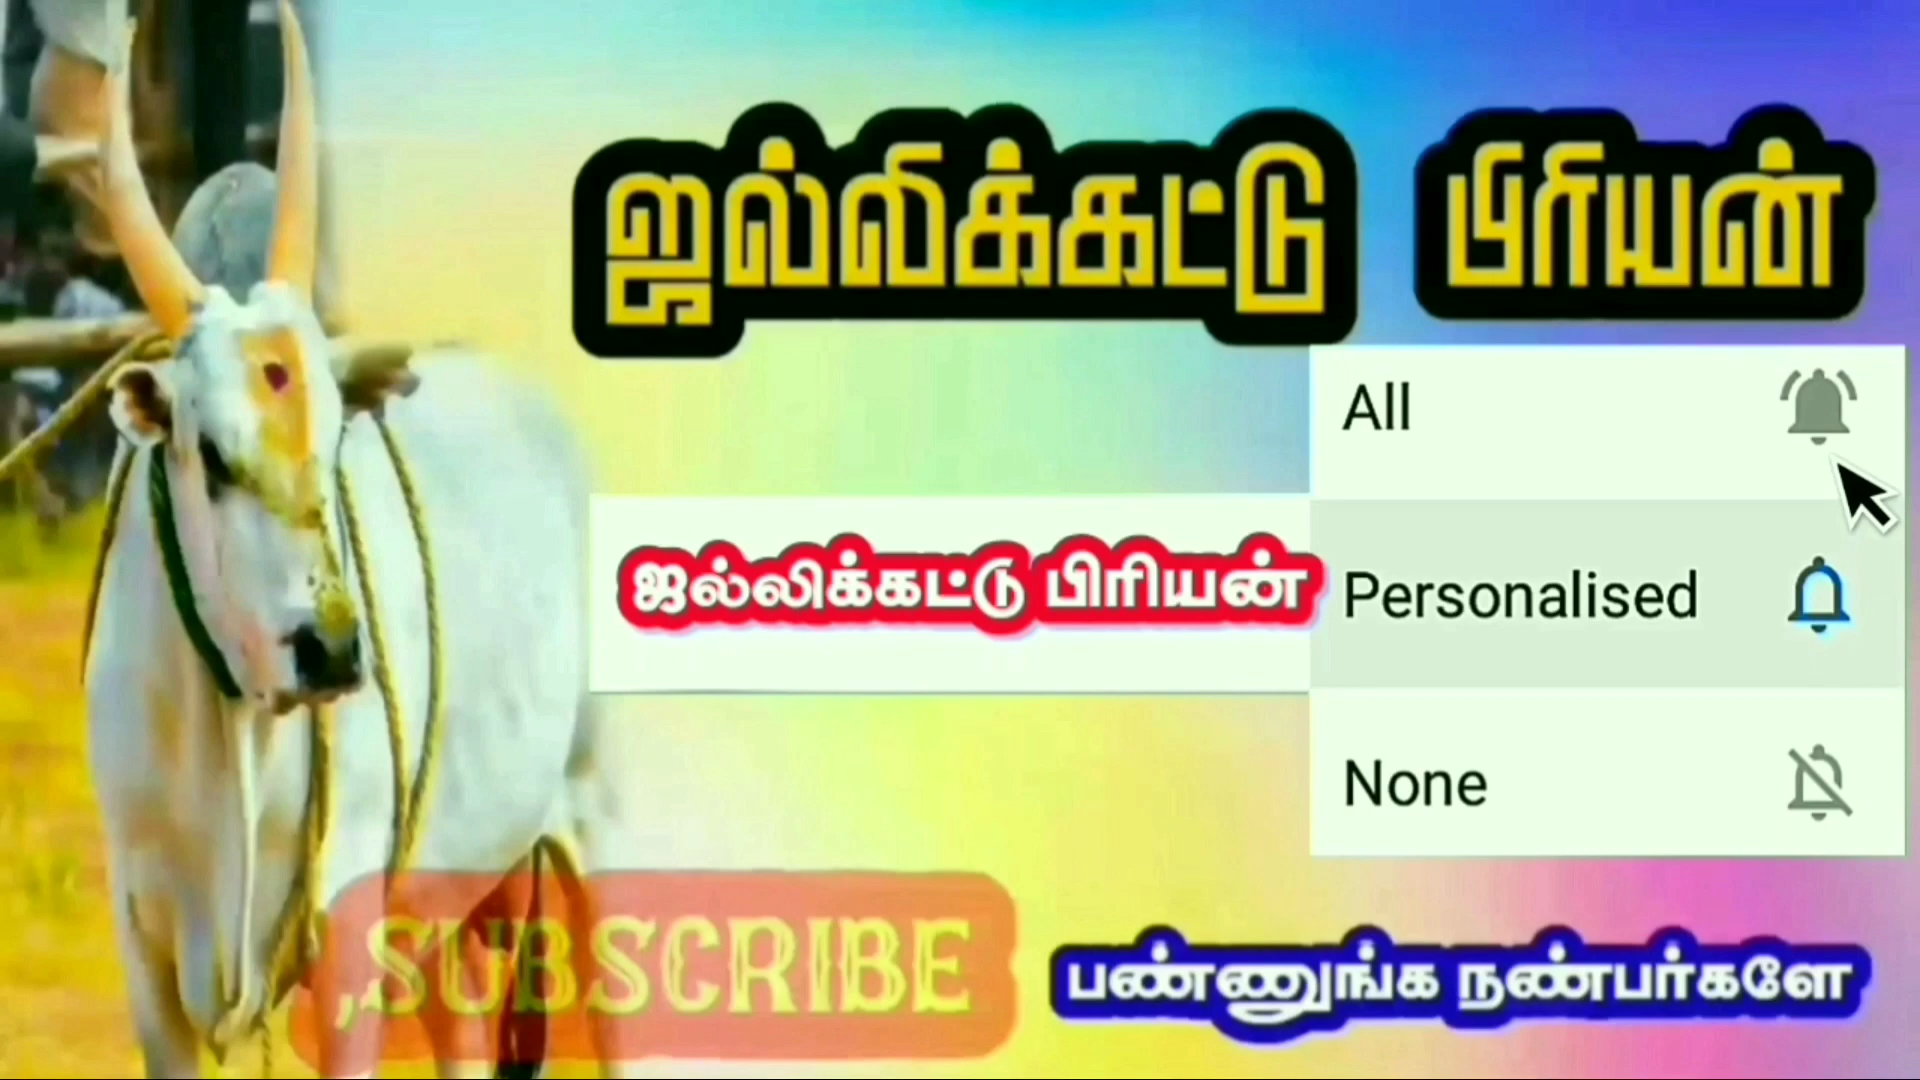 ஜல்லிக்கட்டு பிரியன்
All
ஜல்லிக்கட்டு பிரியன்
Personalised
None
,SUBSCRIBE
பண்ணுங்க நண்பர்களே